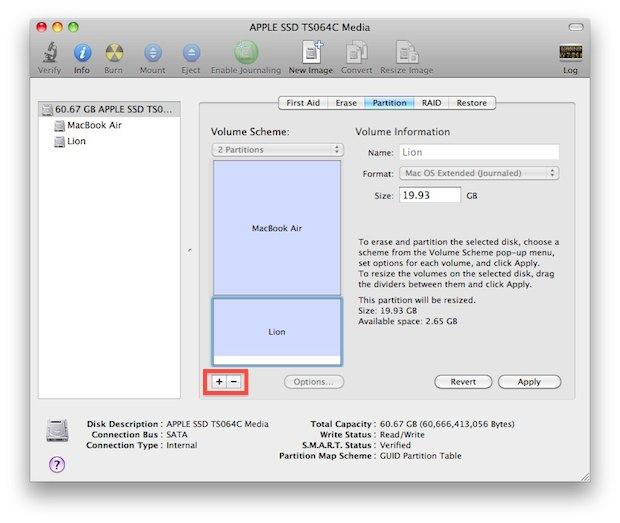 APPLE SSD TS064C Media
Verify
Info
Burn
Mount
Eject
Enable Journaling
New Image
Convert
Resize Image
Log
60.67 GB APPLE SSD TS0...
MacBook Air
Lion
First Aid
Erase
Partition
RAID
Restore
Volume Scheme:
2 Partitions
MacBook Air
Lion
+
−
Options...
Volume Information
Name: Lion
Format: Mac OS Extended (Journaled)
Size: 19.93 GB
To erase and partition the selected disk, choose a
scheme from the Volume Scheme pop-up menu,
set options for each volume, and click Apply.
To resize the volumes on the selected disk, drag
the dividers between them and click Apply.
This partition will be resized.
Size: 19.93 GB
Available space: 2.65 GB
Revert
Apply
Disk Description : APPLE SSD TS064C Media
Connection Bus : SATA
Connection Type : Internal
Total Capacity : 60.67 GB (60,666,413,056 Bytes)
Write Status : Read/Write
S.M.A.R.T. Status : Verified
Partition Map Scheme : GUID Partition Table
?